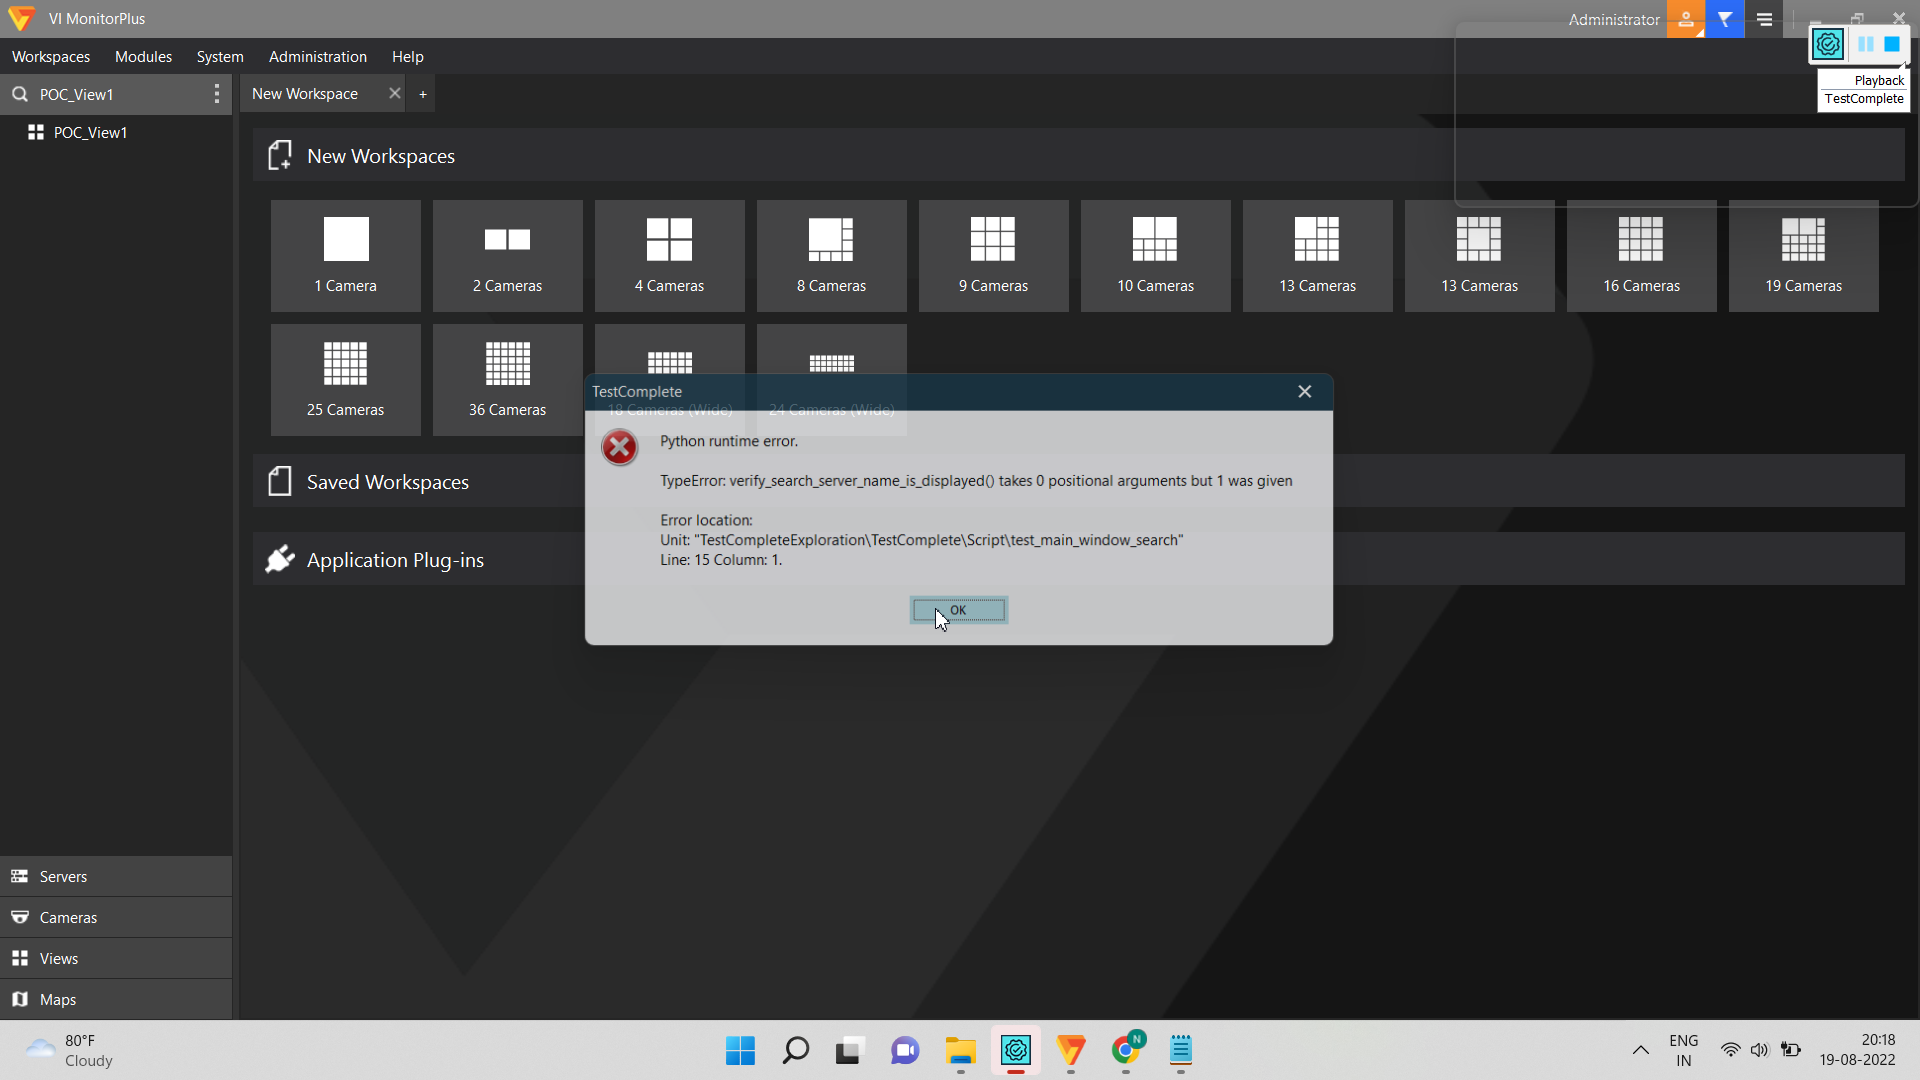 VI MonitorPlus
Administrator
Workspaces Modules System Administration Help
Playback
TestComplete
POC_View1
New Workspace
+
POC_View1
New Workspaces
1 Camera
2 Cameras
4 Cameras
8 Cameras
9 Cameras
10 Cameras
13 Cameras
13 Cameras
16 Cameras
19 Cameras
25 Cameras
36 Cameras
18 Cameras (Wide)
24 Cameras (Wide)
TestComplete
Python runtime error.
TypeError: verify_search_server_name_is_displayed() takes 0 positional arguments but 1 was given
Error location:
Unit: "TestCompleteExploration\TestComplete\Script\test_main_window_search"
Line: 15 Column: 1.
OK
Saved Workspaces
Application Plug-ins
Servers
Cameras
Views
Maps
80°F
Cloudy
N
ENG
IN
20:18
19-08-2022